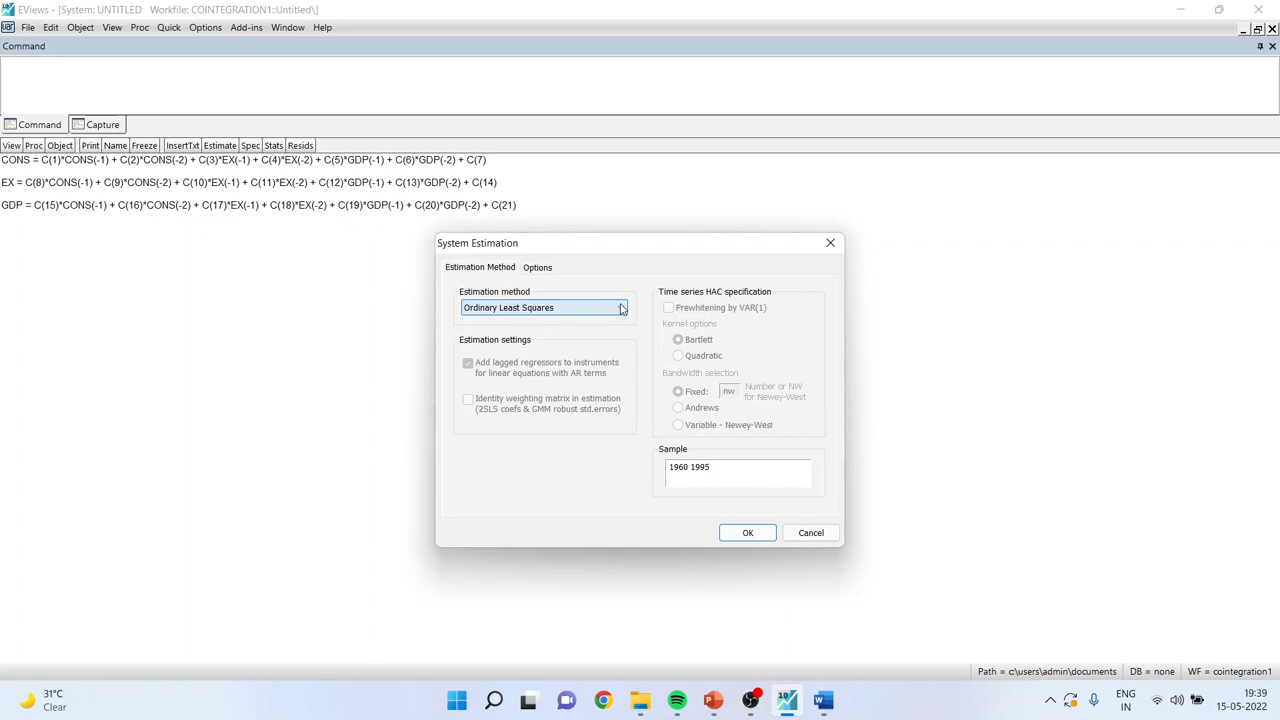 EViews - [System: UNTITLED   Workfile: COINTEGRATION1::Untitled\]
File Edit Object View Proc Quick Options Add-ins Window Help
Command
Command Capture
View Proc Object Print Name Freeze InsertTxt Estimate Spec Stats Resids
CONS = C(1)*CONS(-1) + C(2)*CONS(-2) + C(3)*EX(-1) + C(4)*EX(-2) + C(5)*GDP(-1) + C(6)*GDP(-2) + C(7)
EX = C(8)*CONS(-1) + C(9)*CONS(-2) + C(10)*EX(-1) + C(11)*EX(-2) + C(12)*GDP(-1) + C(13)*GDP(-2) + C(14)
GDP = C(15)*CONS(-1) + C(16)*CONS(-2) + C(17)*EX(-1) + C(18)*EX(-2) + C(19)*GDP(-1) + C(20)*GDP(-2) + C(21)
System Estimation
Estimation Method Options
Estimation method
Ordinary Least Squares
Estimation settings
Add lagged regressors to instruments
for linear equations with AR terms
Identity weighting matrix in estimation
(2SLS coefs & GMM robust std.errors)
Time series HAC specification
Prewhitening by VAR(1)
Kernel options
Bartlett
Quadratic
Bandwidth selection
Fixed: nw Number or NW
for Newey-West
Andrews
Variable - Newey-West
Sample
1960 1995
OK Cancel
Path = c:\users\admin\documents DB = none WF = cointegration1
31°C
Clear
ENG
IN
19:39
15-05-2022